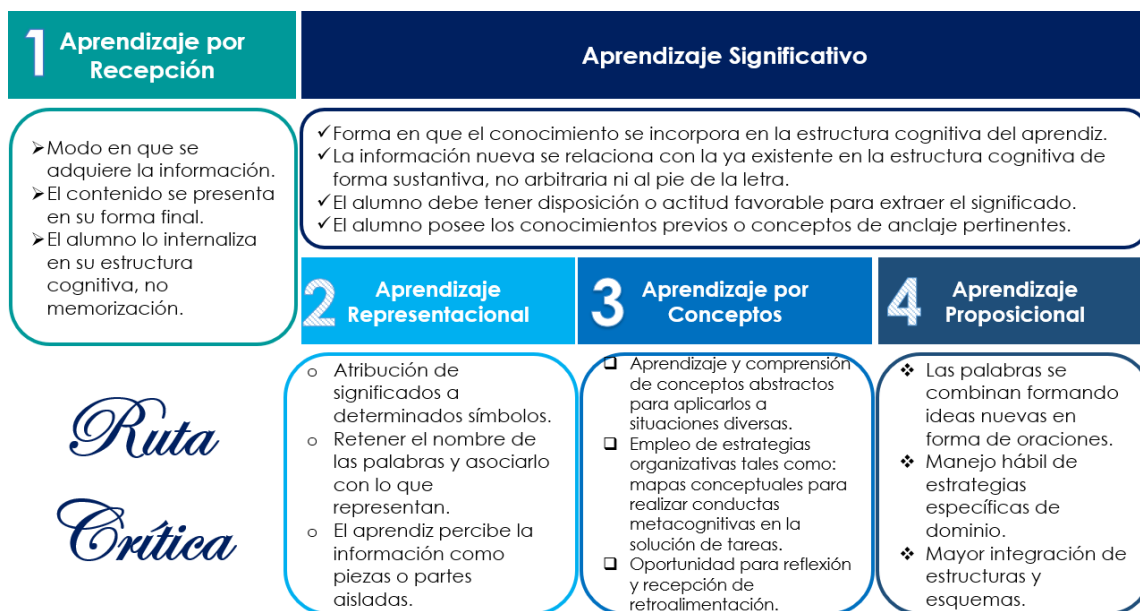 1 Aprendizaje por
Recepción
➤Modo en que se
adquiere la información.
➤El contenido se presenta
en su forma final.
➤El alumno lo internaliza
en su estructura
cognitiva, no
memorización.
Aprendizaje Significativo
✓Forma en que el conocimiento se incorpora en la estructura cognitiva del aprendiz.
✓La información nueva se relaciona con la ya existente en la estructura cognitiva de
forma sustantiva, no arbitraria ni al pie de la letra.
✓El alumno debe tener disposición o actitud favorable para extraer el significado.
✓El alumno posee los conocimientos previos o conceptos de anclaje pertinentes.
2 Aprendizaje
Representacional
o Atribución de
significados a
determinados símbolos.
o Retener el nombre de
las palabras y asociarlo
con lo que
representan.
o El aprendiz percibe la
información como
piezas o partes
aisladas.
3 Aprendizaje por
Conceptos
❑ Aprendizaje y comprensión
de conceptos abstractos
para aplicarlos a
situaciones diversas.
❑ Empleo de estrategias
organizativas tales como:
mapas conceptuales para
realizar conductas
metacognitivas en la
solución de tareas.
❑ Oportunidad para reflexión
y recepción de
retroalimentación.
4 Aprendizaje
Proposicional
❖ Las palabras se
combinan formando
ideas nuevas en
forma de oraciones.
❖ Manejo hábil de
estrategias
específicas de
dominio.
❖ Mayor integración de
estructuras y
esquemas.
Ruta
Crítica